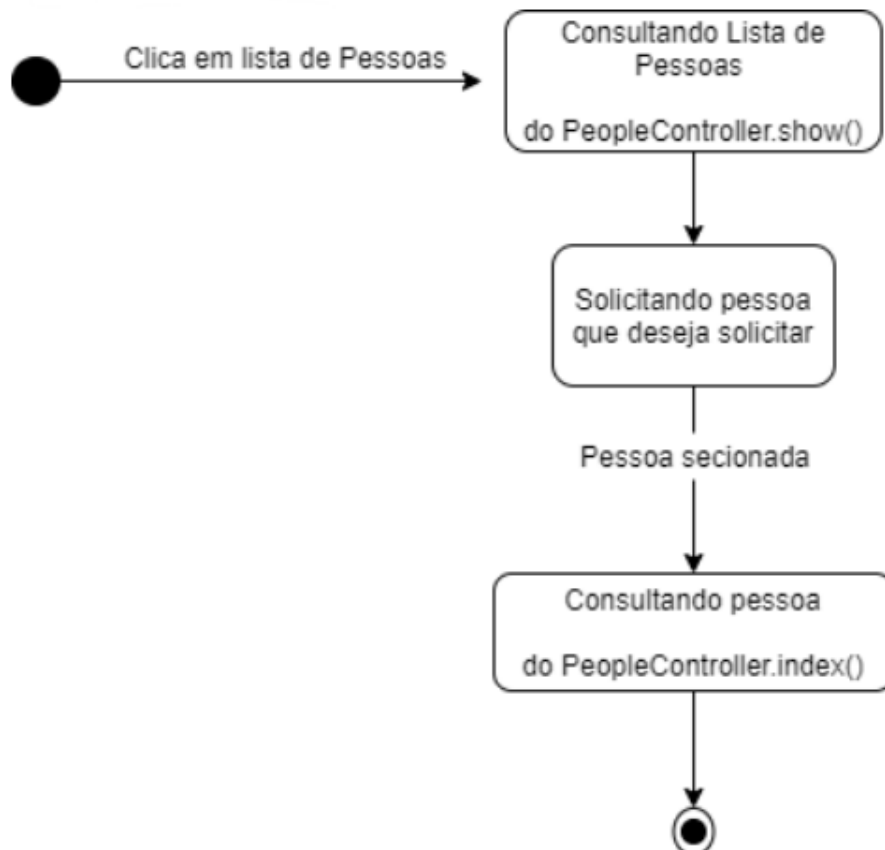 Clica em lista de Pessoas
Consultando Lista de
Pessoas
do PeopleController.show()
Solicitando pessoa
que deseja solicitar
Pessoa secionada
Consultando pessoa
do PeopleController.index()